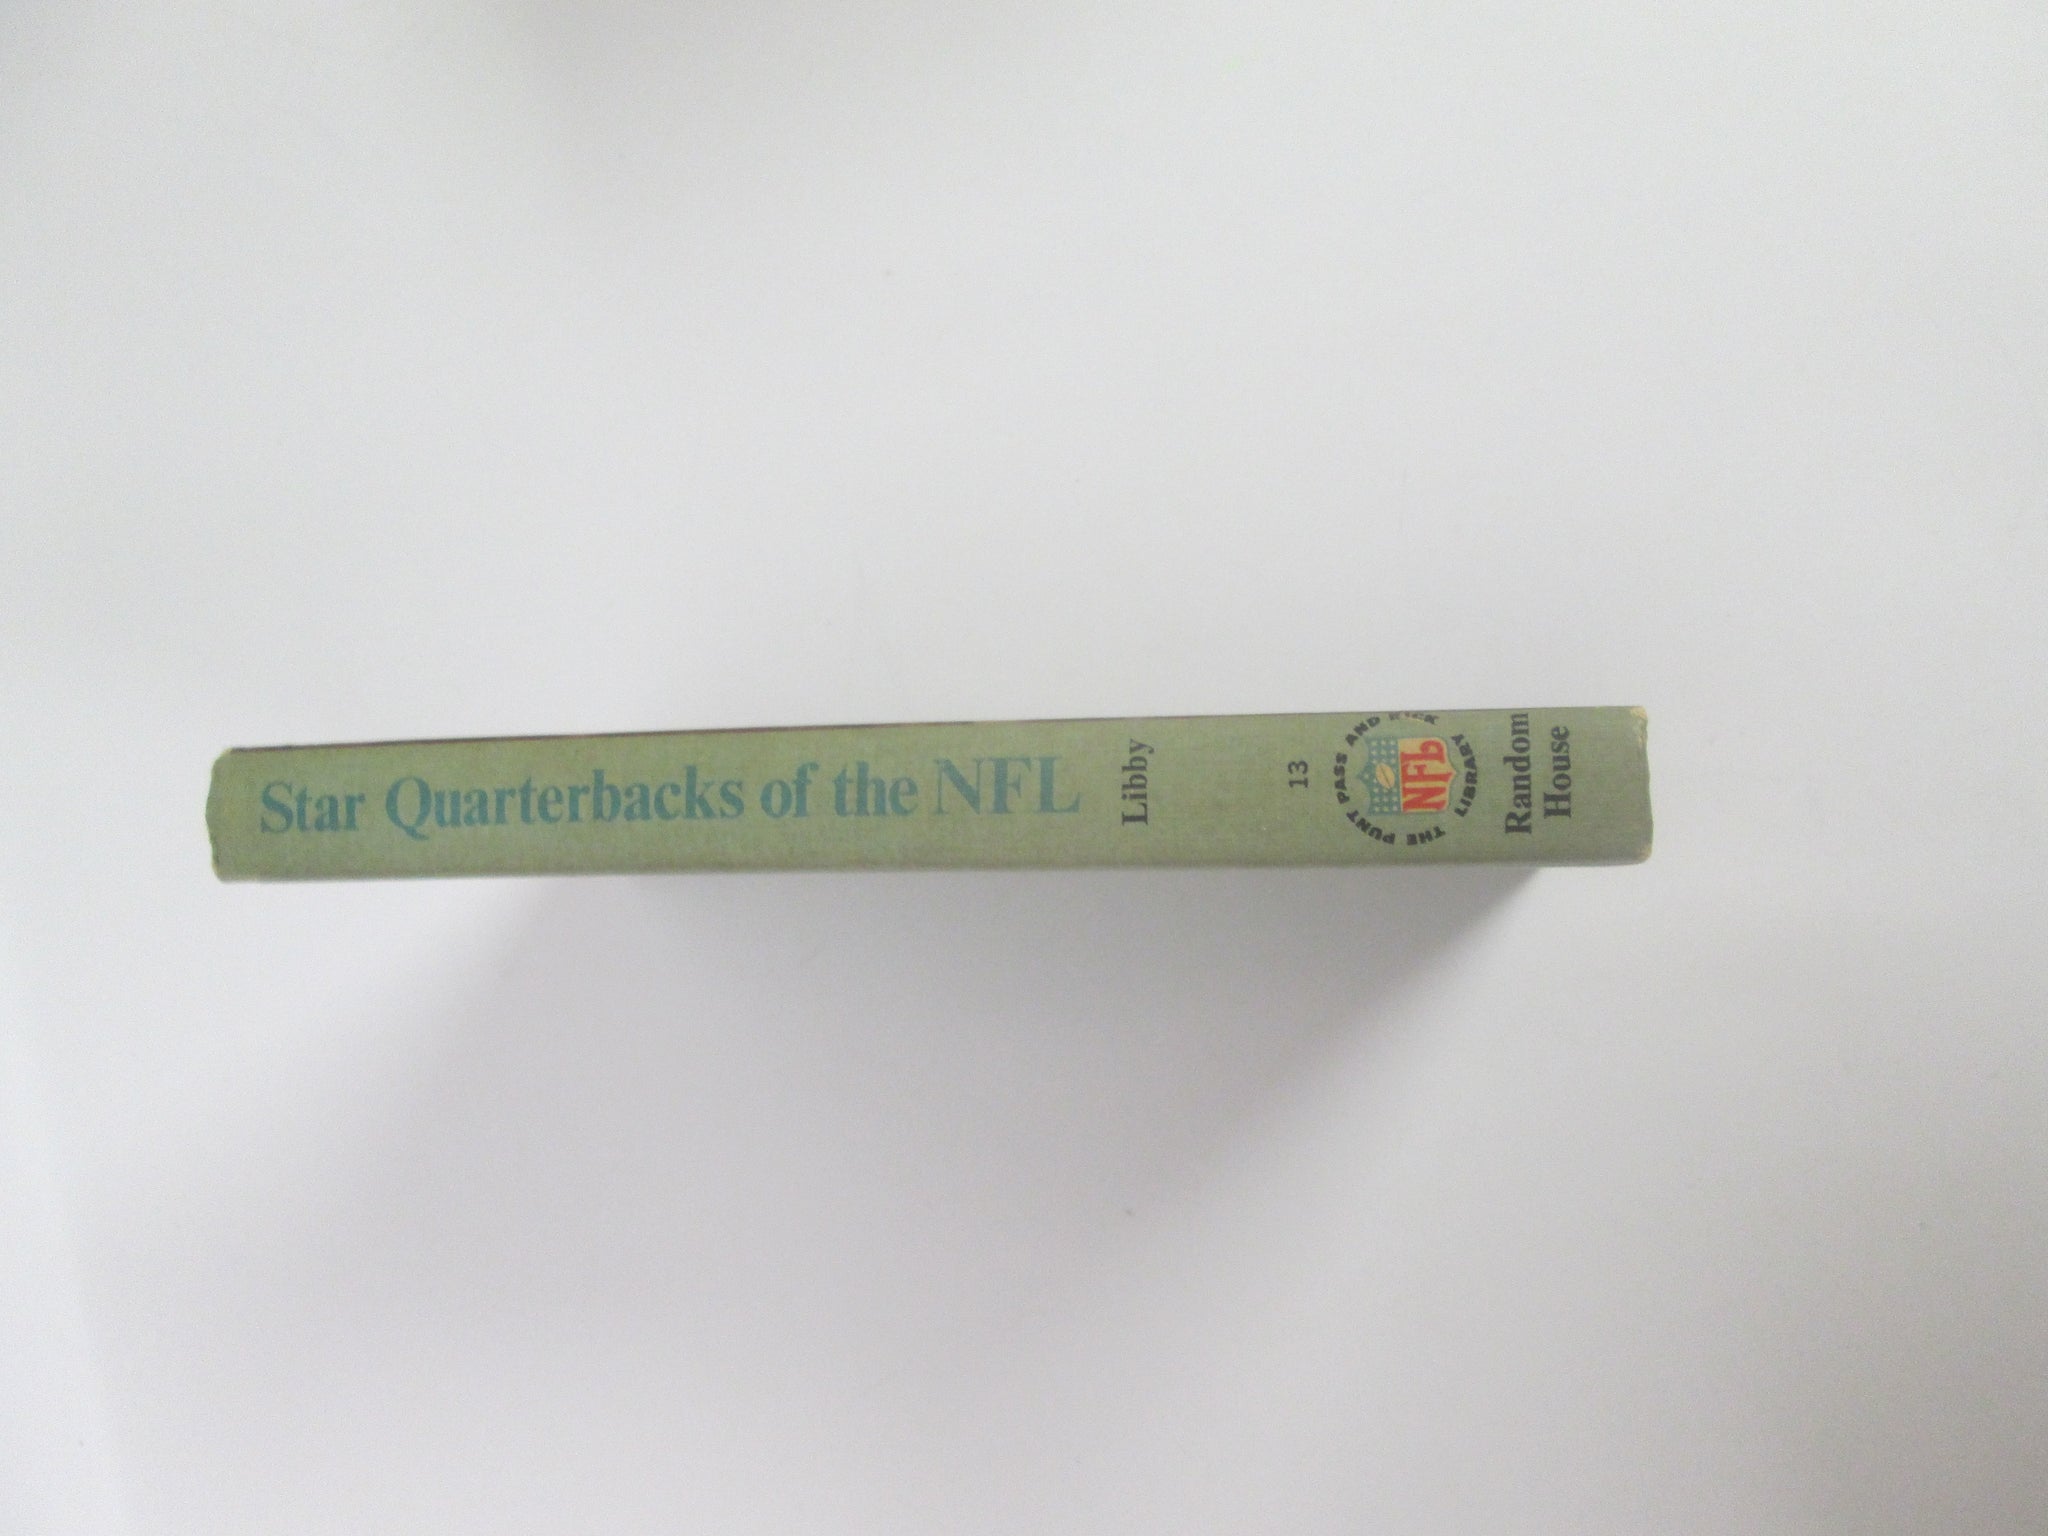 Star Quarterbacks of the NFL
Libby
13
THE PUNT PASS AND KICK LIBRARY
NFL
Random
House